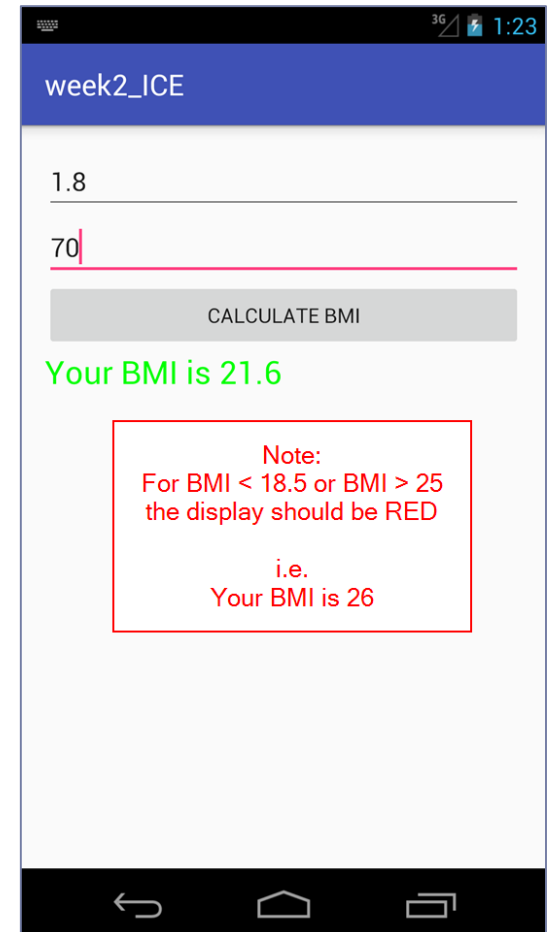 3G 1:23
week2_ICE
1.8
70
CALCULATE BMI
Your BMI is 21.6
Note:
For BMI < 18.5 or BMI > 25
the display should be RED
i.e.
Your BMI is 26